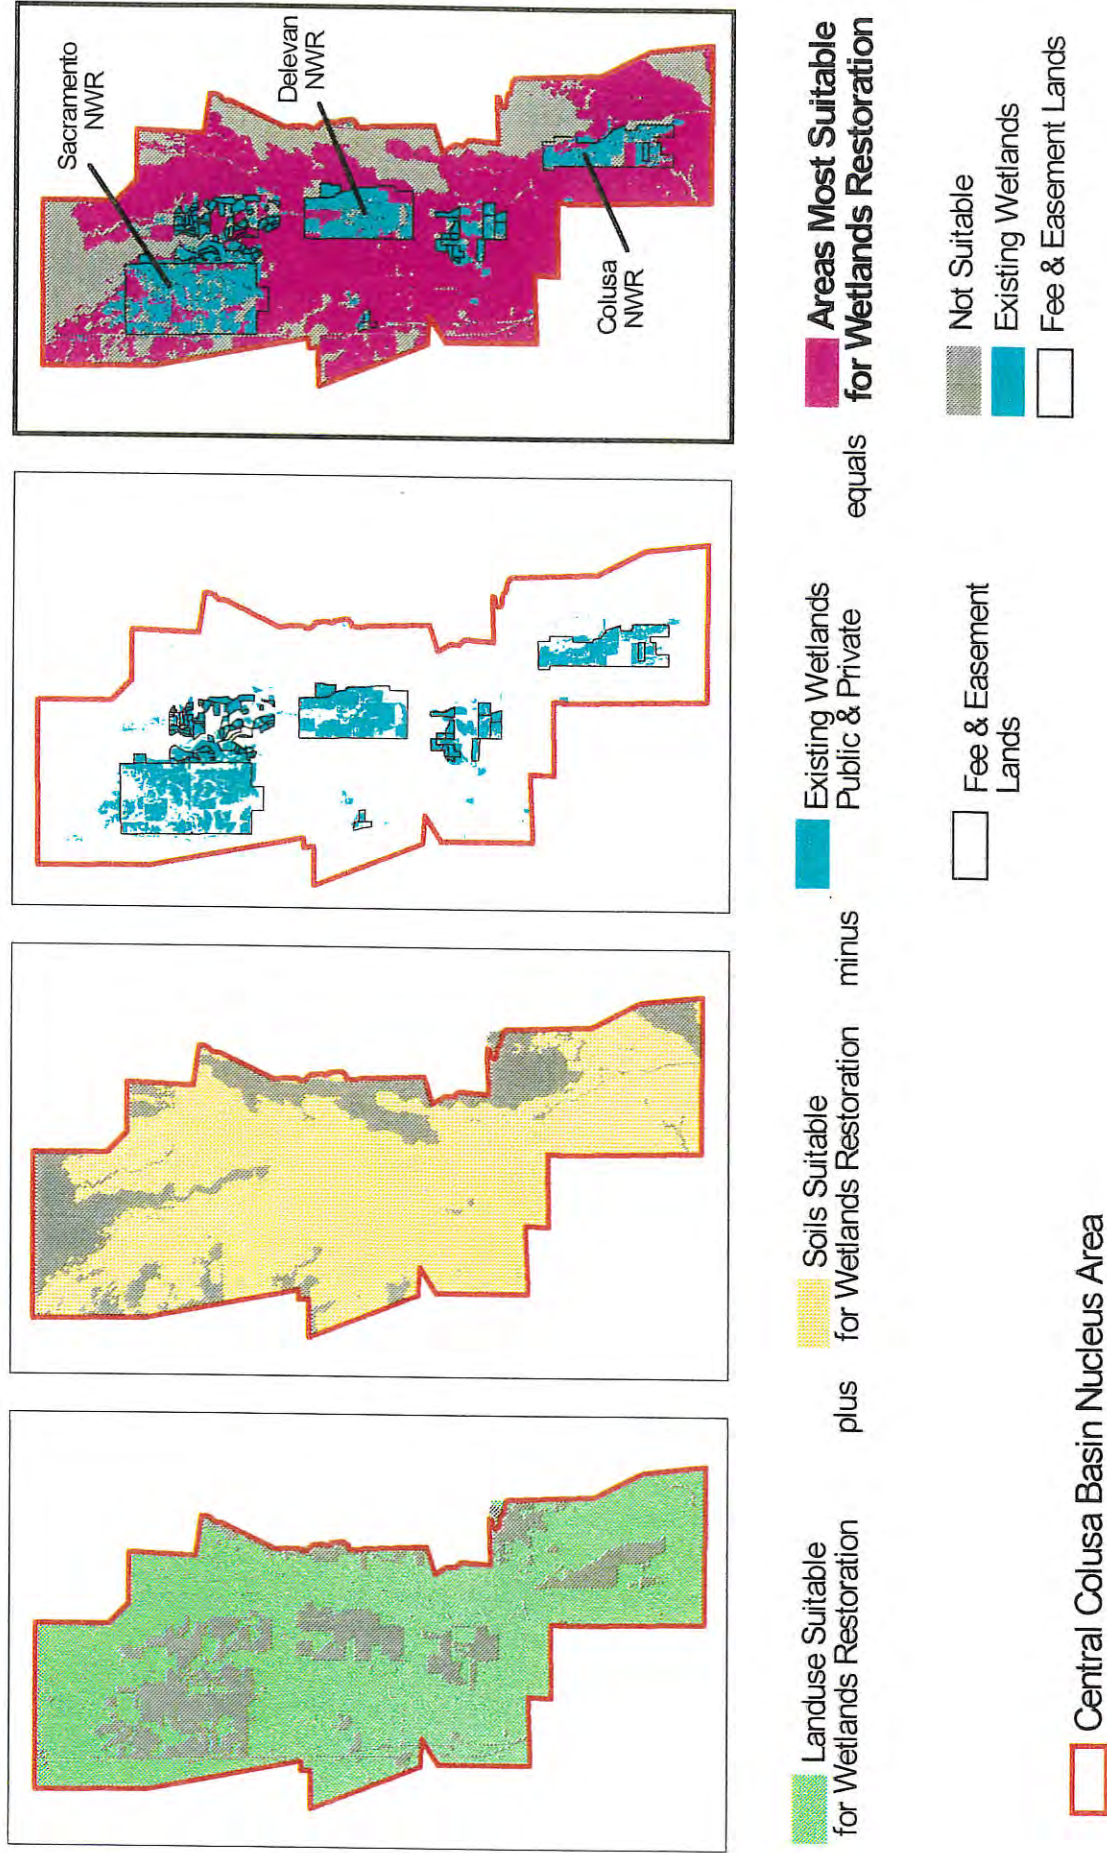 Sacramento
NWR
Delevan
NWR
Colusa
NWR
Landuse Suitable
for Wetlands Restoration
plus
Soils Suitable
for Wetlands Restoration
minus
Existing Wetlands
Public & Private
equals
Areas Most Suitable
for Wetlands Restoration
Fee & Easement
Lands
Not Suitable
Existing Wetlands
Fee & Easement Lands
Central Colusa Basin Nucleus Area